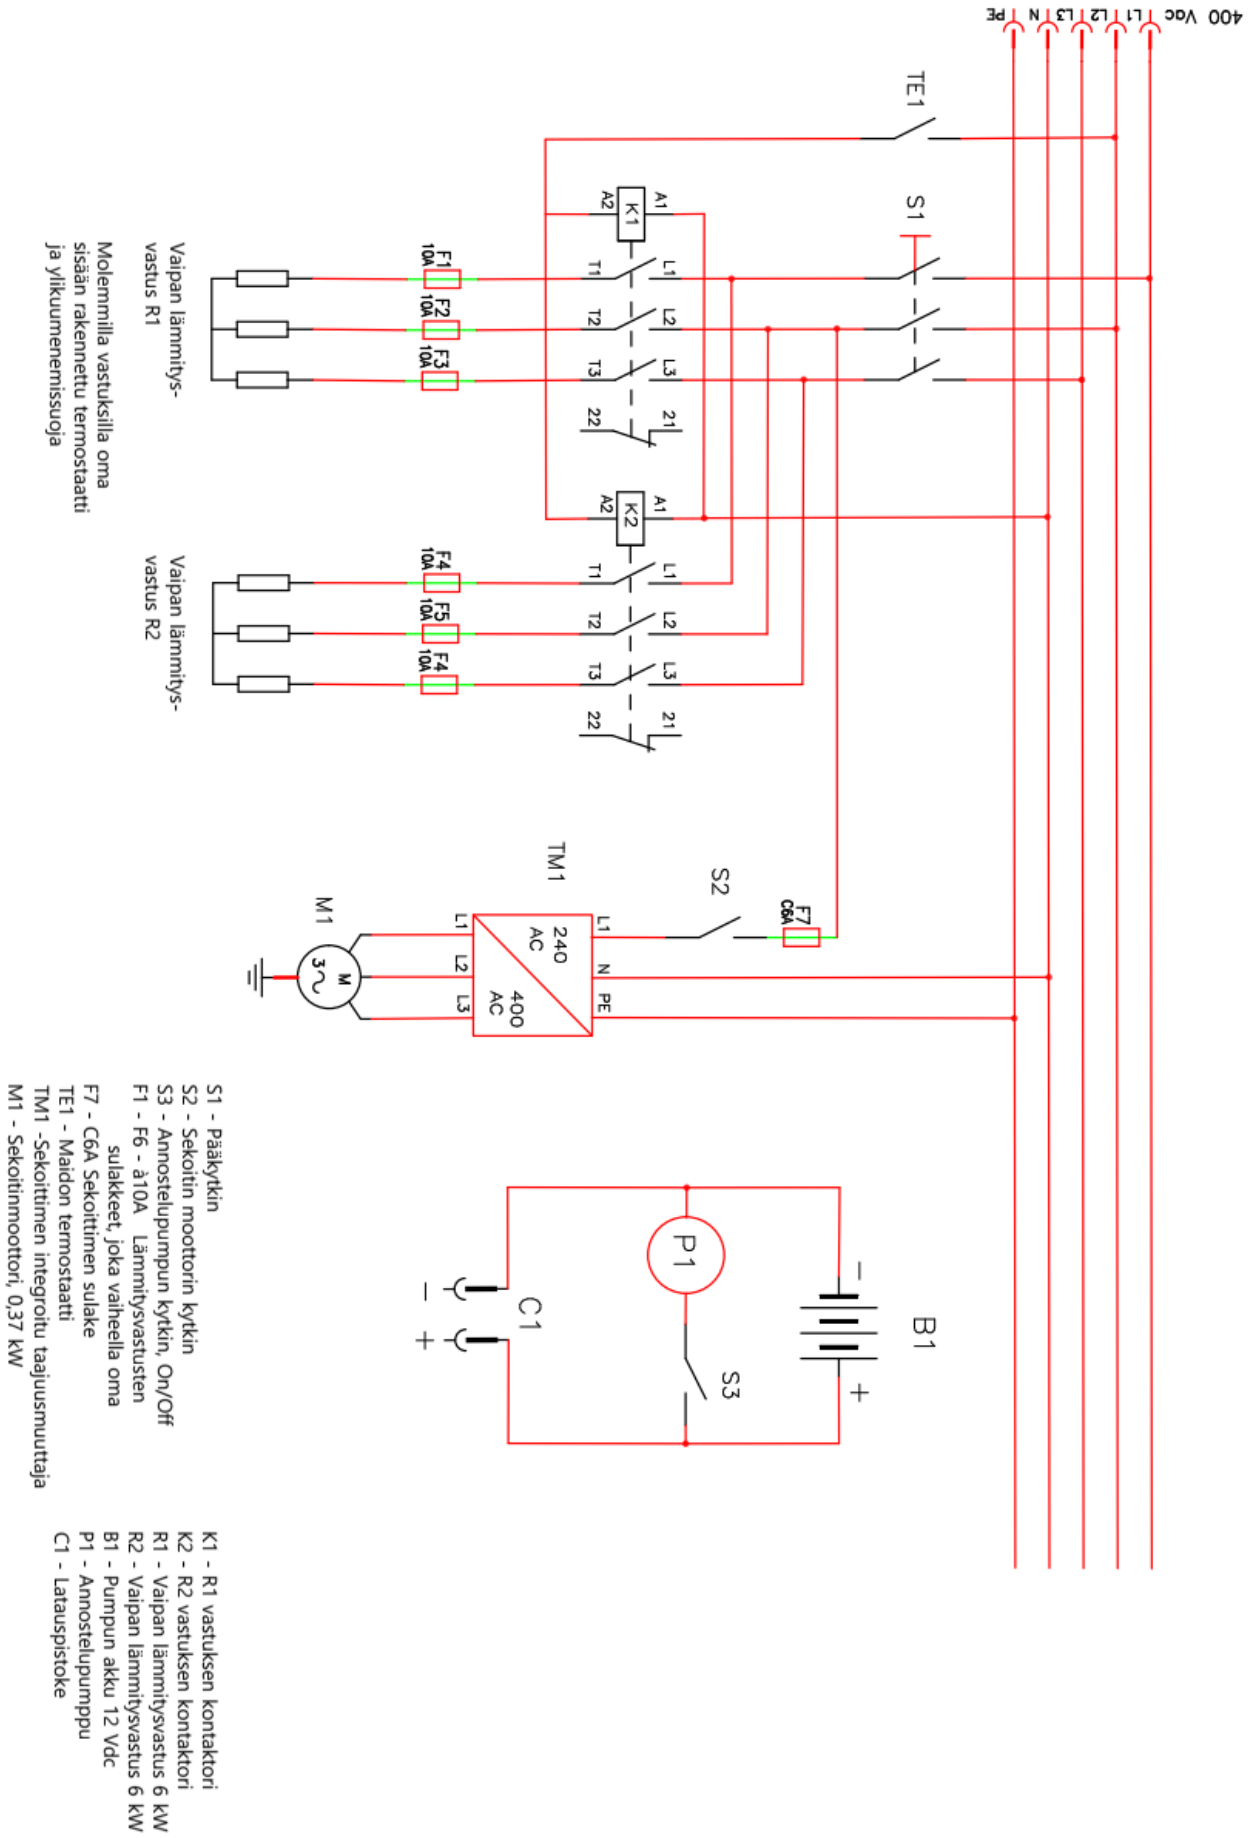 400 Vac
L1
L2
L3
N
PE
TE1
S1
B1
−
+
F7
C6A
S2
S3
A1
K1
A2
L1
L2
L3
21
T1
T2
T3
22
A1
K2
A2
L1
L2
L3
21
T1
T2
T3
22
TM1
L1
N
PE
240
AC
400
AC
L1
L2
L3
P1
F1
10A
F2
10A
F3
10A
F4
10A
F5
10A
F4
10A
C1
−
+
M1
M
3~
Vaipan lämmitys-
vastus R1
Vaipan lämmitys-
vastus R2
Molemmilla vastuksilla oma
sisään rakennettu termostaatti
ja ylikuumenemissuoja
S1 - Pääkytkin
S2 - Sekoitin moottorin kytkin
S3 - Annostelupumpun kytkin, On/Off
F1 - F6 - à10A Lämmitysvastusten
sulakkeet, joka vaiheella oma
F7 - C6A Sekoittimen sulake
TE1 - Maidon termostaatti
TM1 -Sekoittimen integroitu taajuusmuuttaja
M1 - Sekoitinmoottori, 0,37 kW
K1 - R1 vastuksen kontaktori
K2 - R2 vastuksen kontaktori
R1 - Vaipan lämmitysvastus 6 kW
R2 - Vaipan lämmitysvastus 6 kW
B1 - Pumpun akku 12 Vdc
P1 - Annostelupumppu
C1 - Latauspistoke